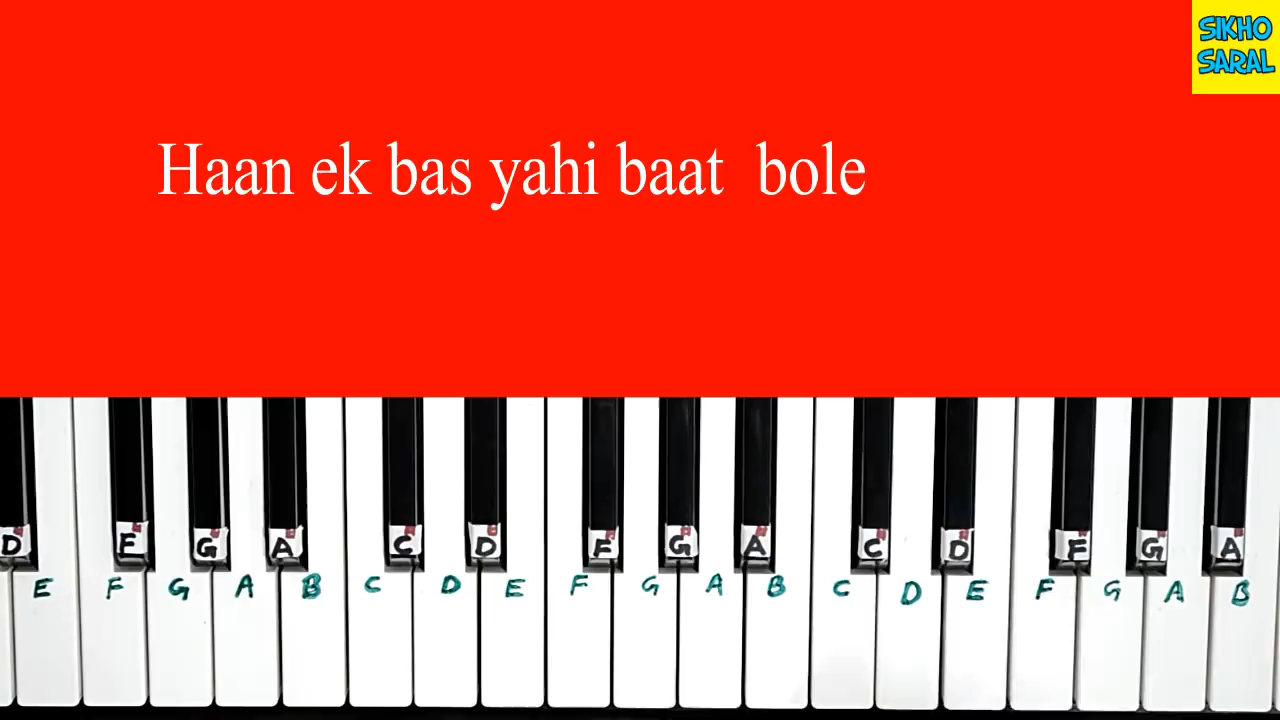 SIKHO
SARAL
Haan ek bas yahi baat bole
D F G A C D F G A C D F G A
E F G A B C D E F G A B C D E F G A B